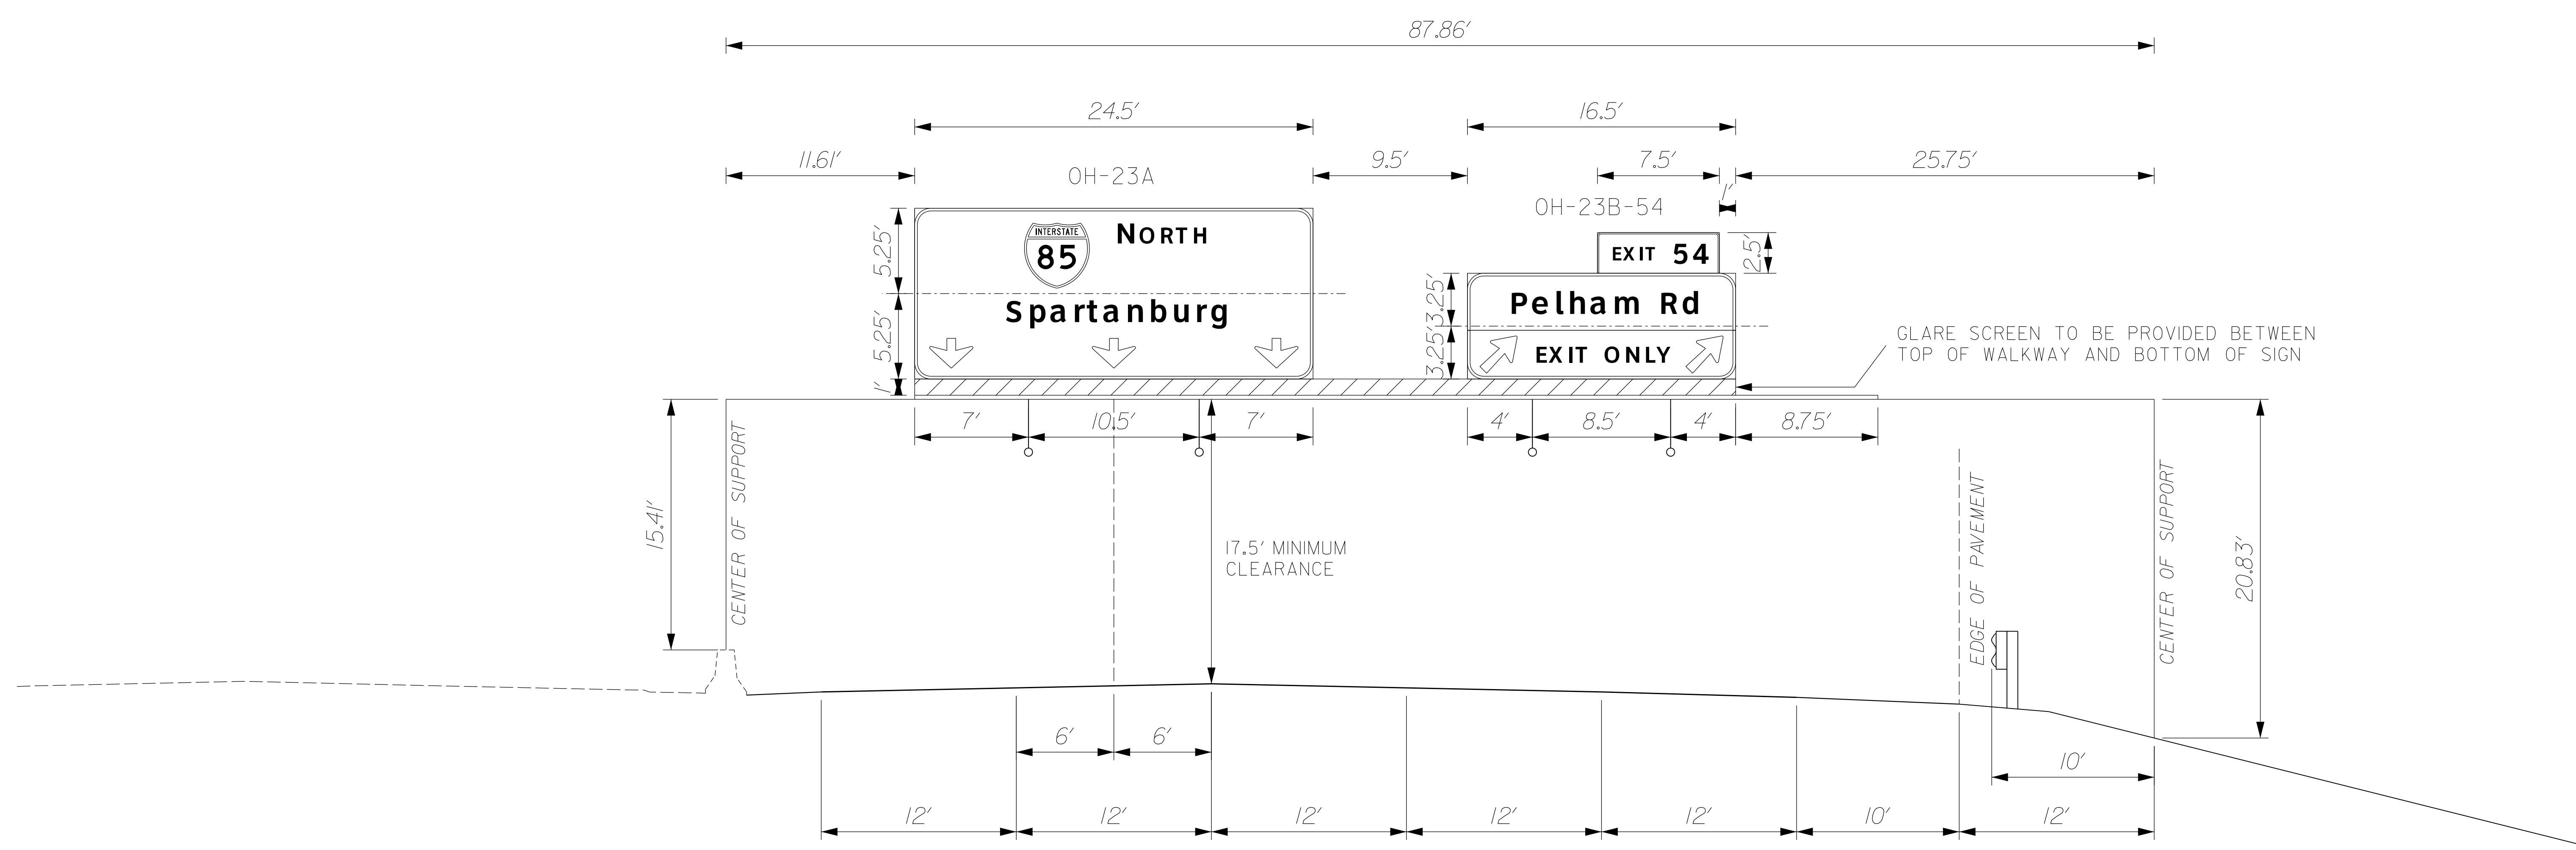 87.86'
24.5'
16.5'
11.61'
9.5'
7.5'
25.75'
OH-23A
1'
OH-23B-54
5.25'
INTERSTATE
85
NORTH
Spartanburg
5.25'
1'
EXIT 54
2.5'
3.25'
Pelham Rd
3.25'
EXIT ONLY
GLARE SCREEN TO BE PROVIDED BETWEEN
TOP OF WALKWAY AND BOTTOM OF SIGN
7'
10.5'
7'
4'
8.5'
4'
8.75'
15.41'
CENTER OF SUPPORT
17.5' MINIMUM
CLEARANCE
EDGE OF PAVEMENT
CENTER OF SUPPORT
20.83'
6'
6'
10'
12'
12'
12'
12'
12'
10'
12'